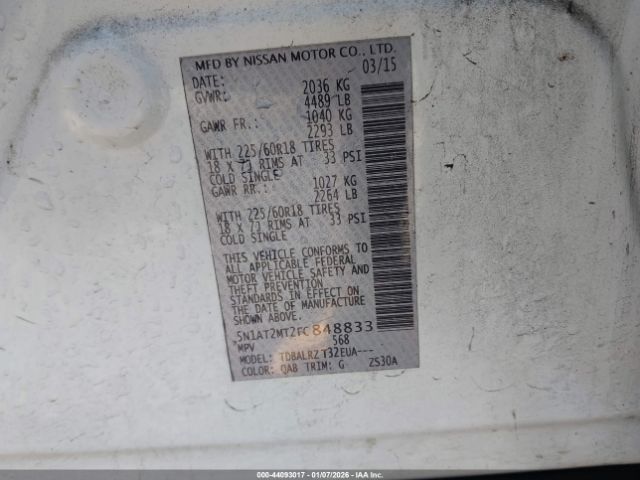 MFD BY NISSAN MOTOR CO., LTD.
DATE: 03/15
GVWR: 2036 KG
4489 LB
GAWR FR.: 1040 KG
2293 LB
WITH 225/60R18 TIRES
18 X 7J RIMS AT 33 PSI
COLD SINGLE
GAWR RR.: 1027 KG
2264 LB
WITH 225/60R18 TIRES
18 X 7J RIMS AT 33 PSI
COLD SINGLE
THIS VEHICLE CONFORMS TO
ALL APPLICABLE FEDERAL
MOTOR VEHICLE SAFETY AND
THEFT PREVENTION
STANDARDS IN EFFECT ON
THE DATE OF MANUFACTURE
SHOWN ABOVE.
5N1AT2MT2FC848833
MPV 568
MODEL: TDBALRZT32EUA---
COLOR: QAB TRIM: G ZS30A
000-44093017 - 01/07/2026 - IAA Inc.